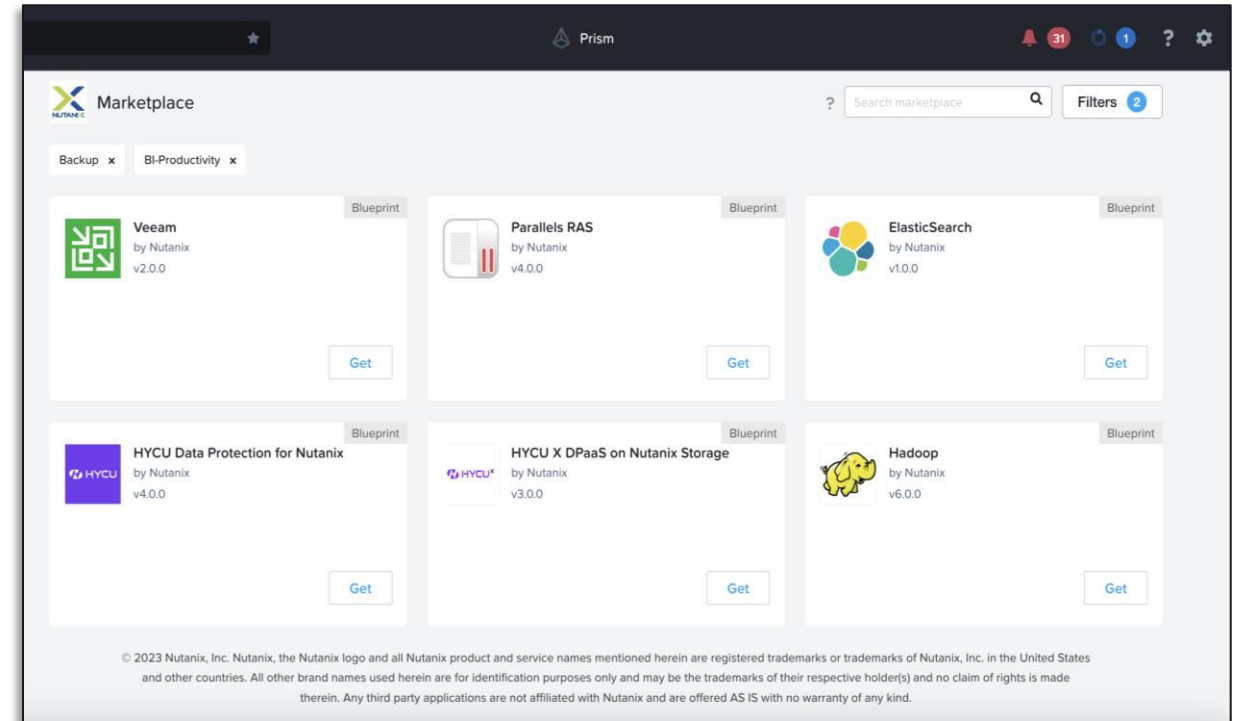 Prism
31
1
?
NUTANIX
Marketplace
?
Search marketplace
Filters 2
Backup x
BI-Productivity x
Blueprint
Veeam
by Nutanix
v2.0.0
Get
Blueprint
Parallels RAS
by Nutanix
v4.0.0
Get
Blueprint
ElasticSearch
by Nutanix
v1.0.0
Get
Blueprint
HYCU
HYCU Data Protection for Nutanix
by Nutanix
v4.0.0
Get
Blueprint
HYCU X
HYCU X DPaaS on Nutanix Storage
by Nutanix
v3.0.0
Get
Blueprint
Hadoop
by Nutanix
v6.0.0
Get
© 2023 Nutanix, Inc. Nutanix, the Nutanix logo and all Nutanix product and service names mentioned herein are registered trademarks or trademarks of Nutanix, Inc. in the United States
and other countries. All other brand names used herein are for identification purposes only and may be the trademarks of their respective holder(s) and no claim of rights is made
therein. Any third party applications are not affiliated with Nutanix and are offered AS IS with no warranty of any kind.